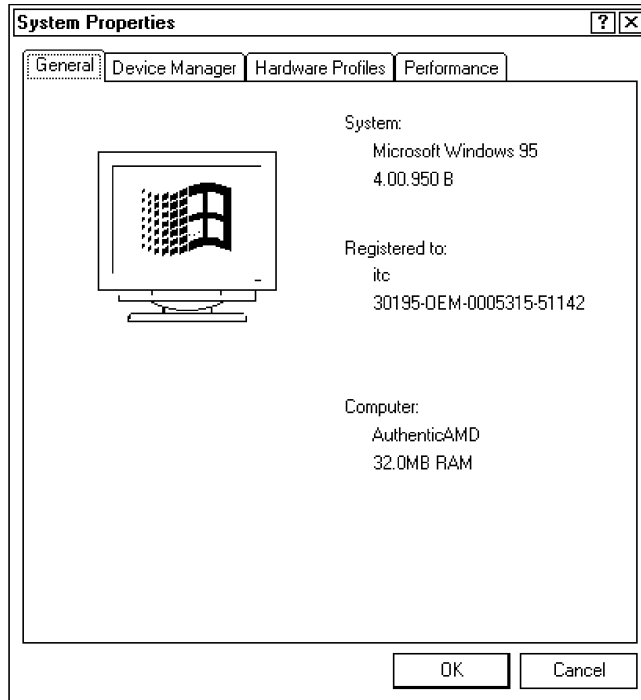 System Properties
General Device Manager Hardware Profiles Performance
System:
Microsoft Windows 95
4.00.950 B
Registered to:
itc
30195-OEM-0005315-51142
Computer:
AuthenticAMD
32.0MB RAM
OK Cancel